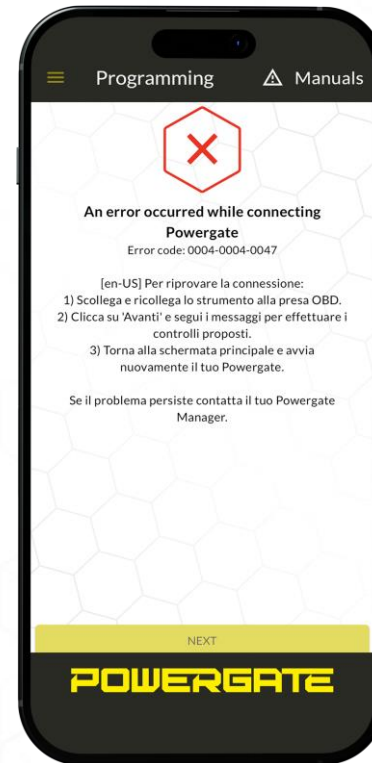 Programming
Manuals
An error occurred while connecting
Powergate
Error code: 0004-0004-0047
[en-US] Per riprovare la connessione:
1) Scollega e ricollega lo strumento alla presa OBD.
2) Clicca su 'Avanti' e segui i messaggi per effettuare i
controlli proposti.
3) Torna alla schermata principale e avvia
nuovamente il tuo Powergate.
Se il problema persiste contatta il tuo Powergate
Manager.
NEXT
POWERGATE